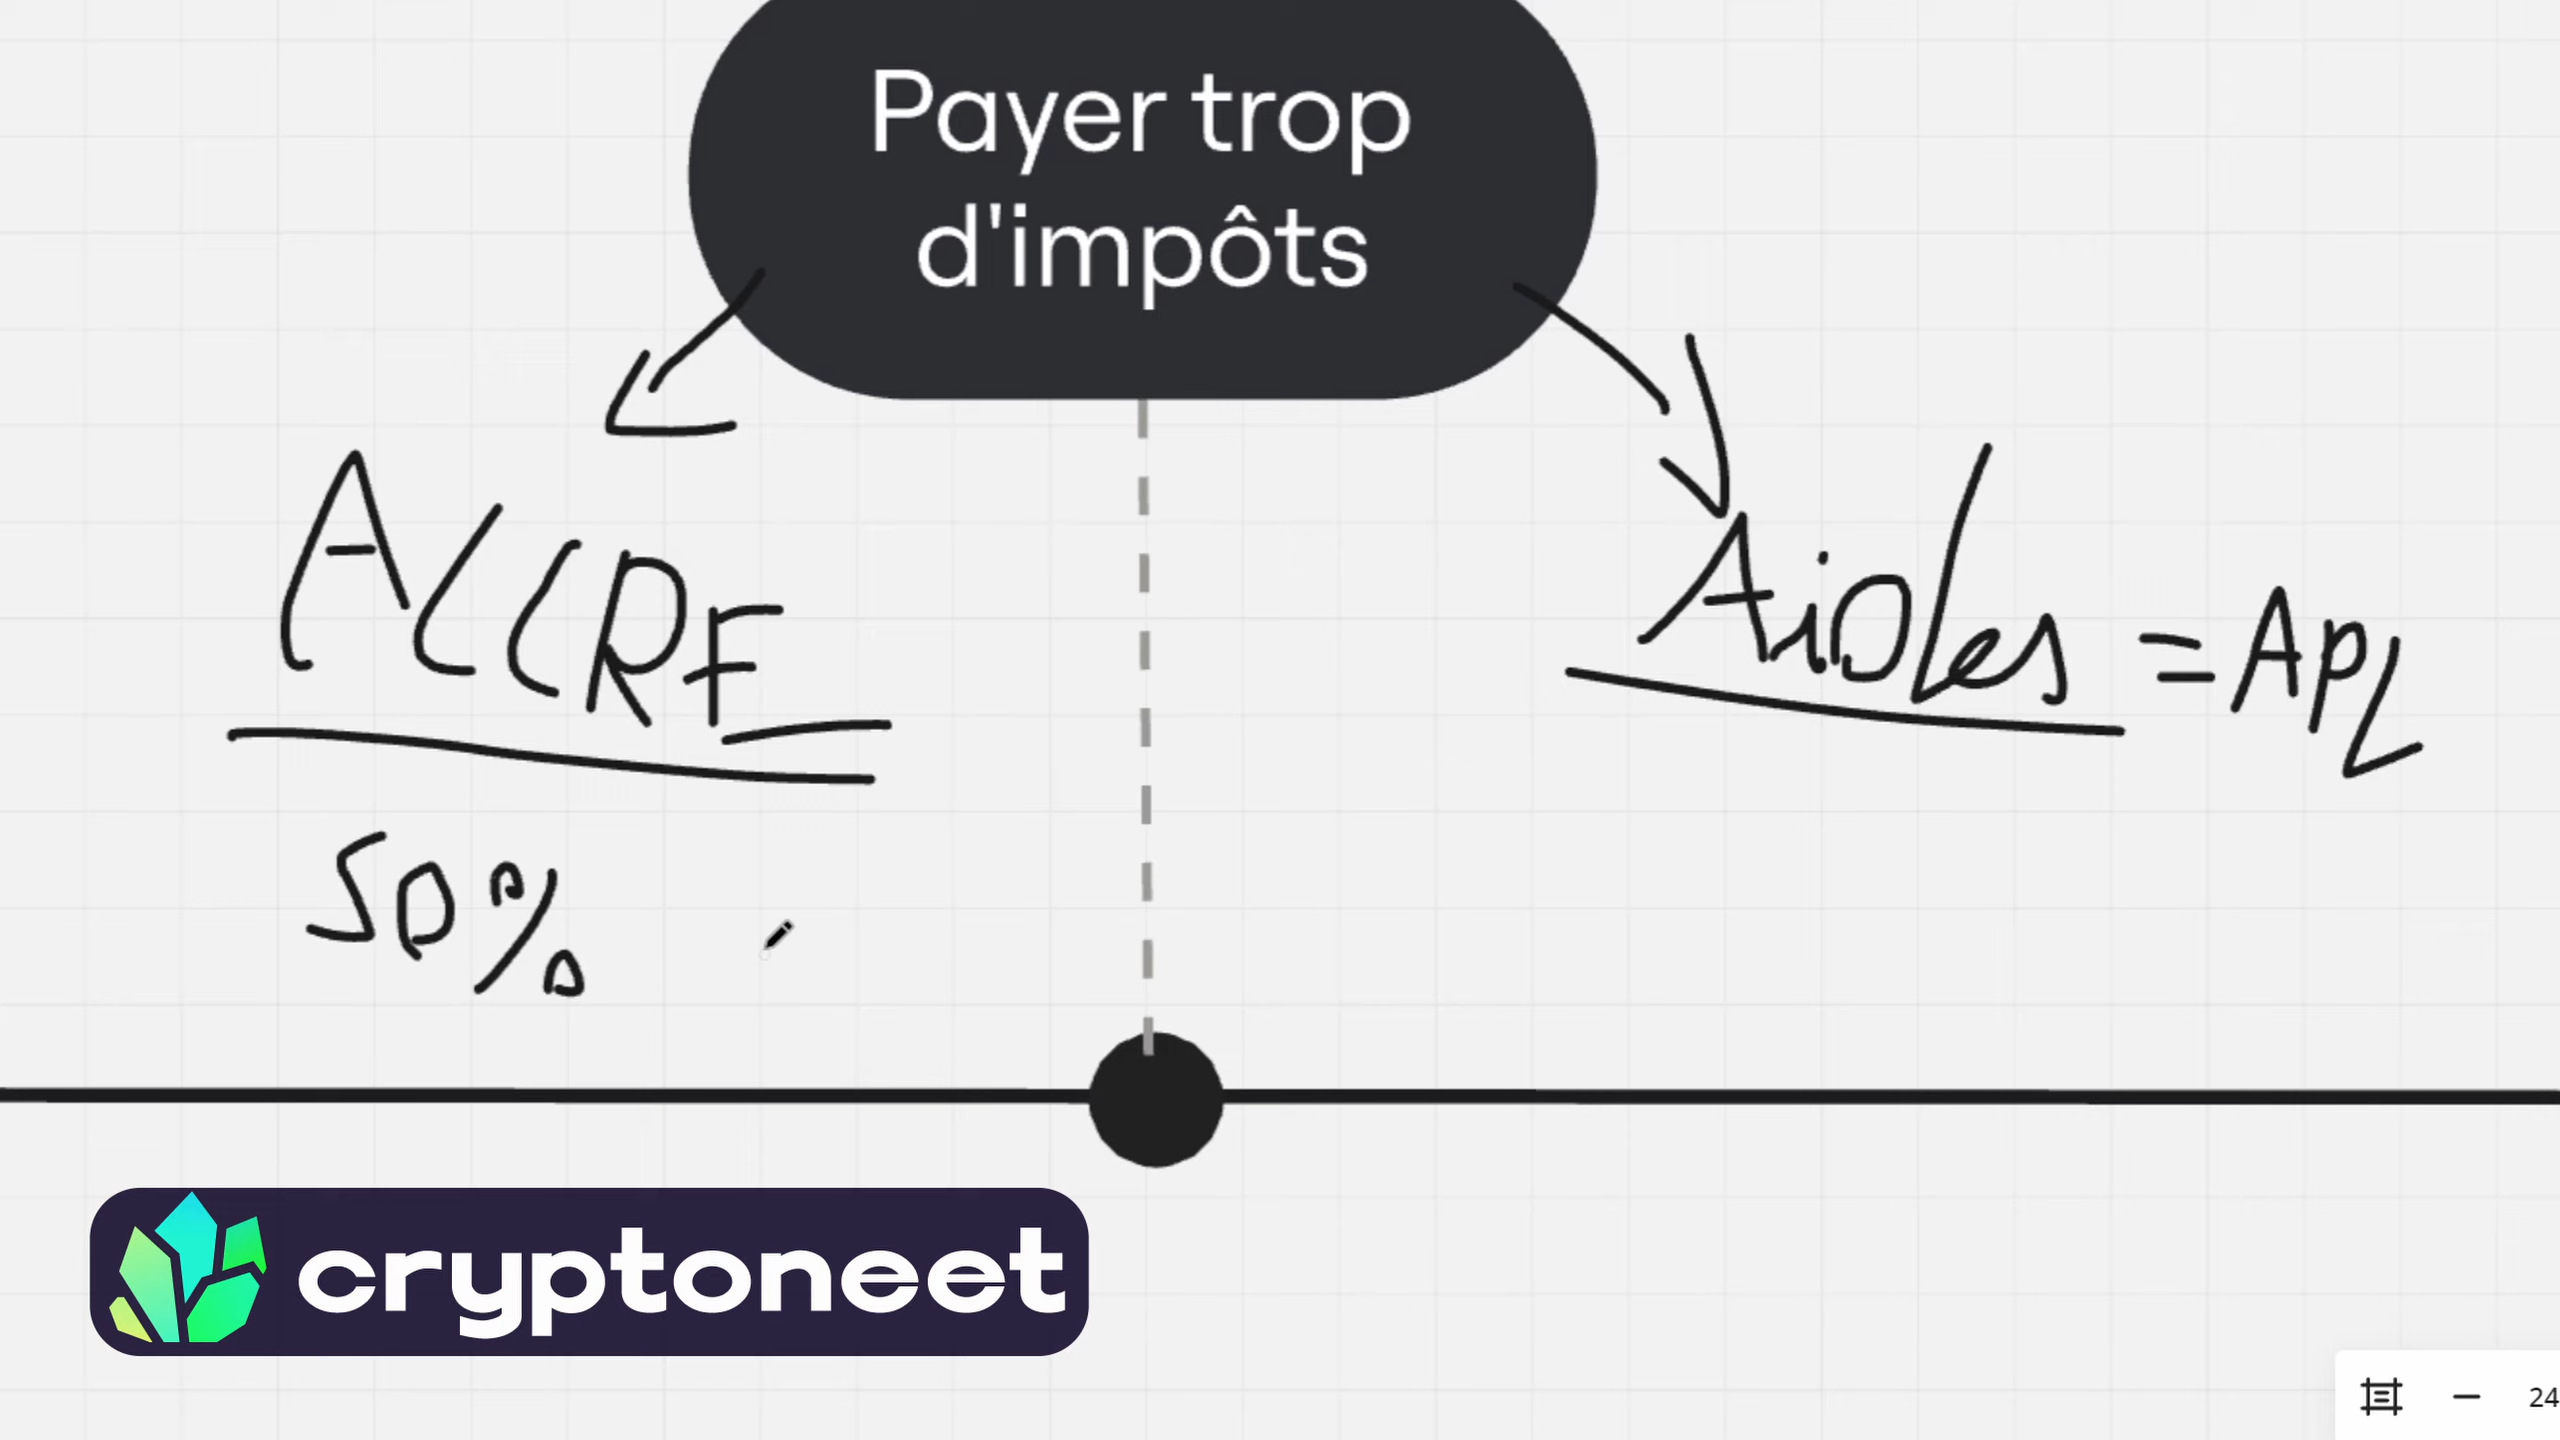 Payer trop
d'impôts
ACCRE
Aides = APL
50%
cryptoneet
24